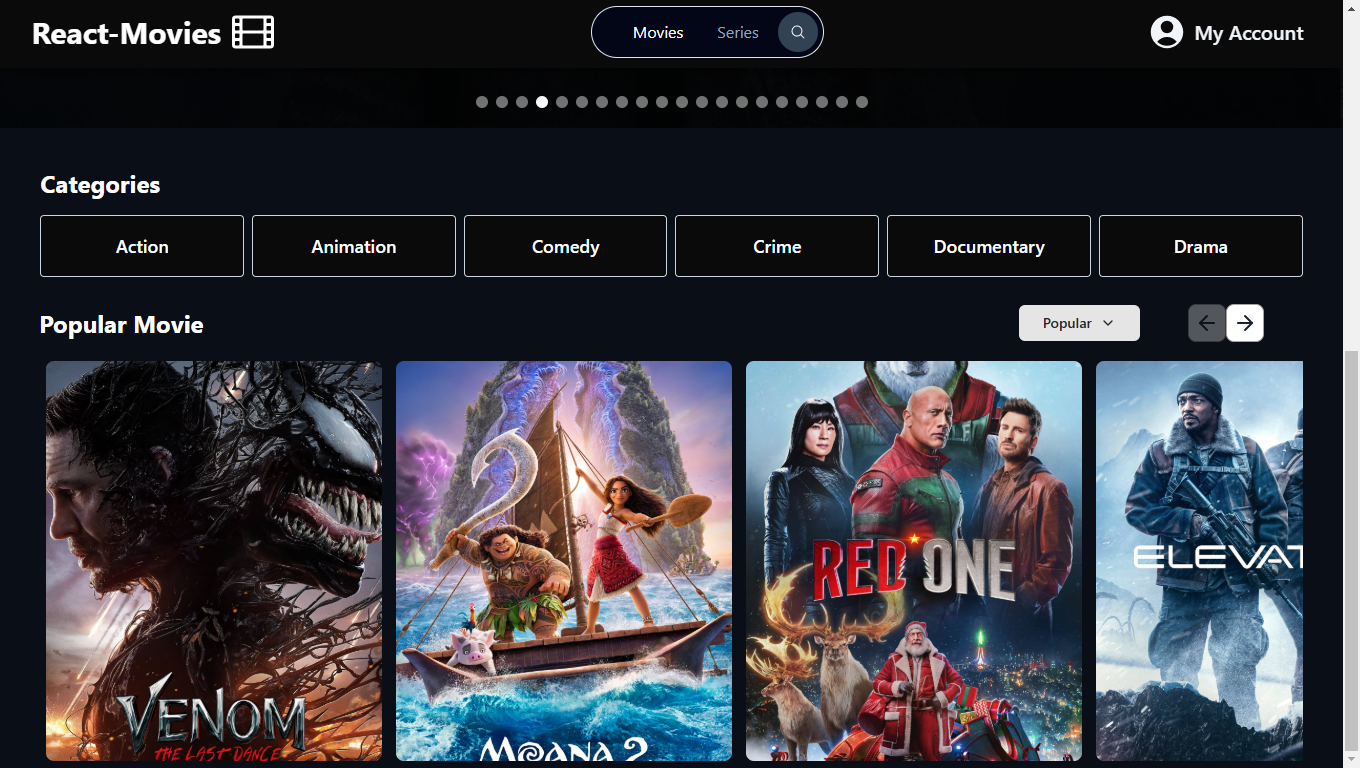 React-Movies
Movies
Series
My Account
Categories
Action
Animation
Comedy
Crime
Documentary
Drama
Popular Movie
Popular
VENOM
THE LAST DANCE
MOANA 2
RED ONE
ELEVAT